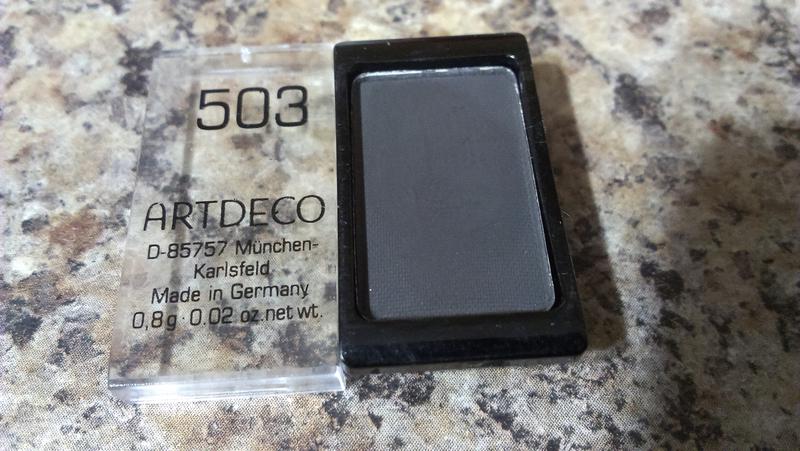 503
ARTDECO
D-85757 München-
Karlsfeld
Made in Germany
0,8g · 0.02 oz.net wt.